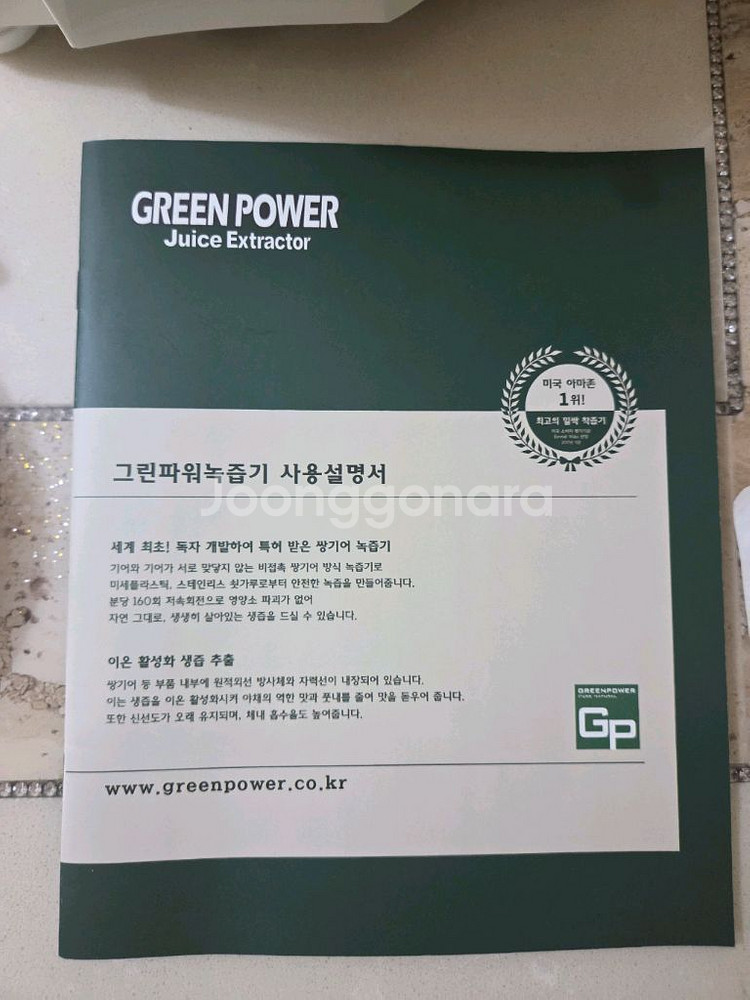 GREEN POWER
Juice Extractor
미국 아마존
1위!
최고의 밀싹 착즙기
그린파워녹즙기 사용설명서
Joonggonara
세계 최초! 독자 개발하여 특허 받은 쌍기어 녹즙기
기어와 기어가 서로 맞닿지 않는 비접촉 쌍기어 방식 녹즙기로
미세플라스틱, 스테인리스 쇳가루로부터 안전한 녹즙을 만들어줍니다.
분당 160회 저속회전으로 영양소 파괴가 없어
자연 그대로, 생생히 살아있는 생즙을 드실 수 있습니다.
이온 활성화 생즙 추출
쌍기어 등 부품 내부에 원적외선 방사체와 자력선이 내장되어 있습니다.
이는 생즙을 이온 활성화시켜 야채의 역한 맛과 풋내를 줄여 맛을 돋우어 줍니다.
또한 신선도가 오래 유지되며, 체내 흡수율도 높여줍니다.
GREENPOWER
PURE NATURAL
GP
www.greenpower.co.kr